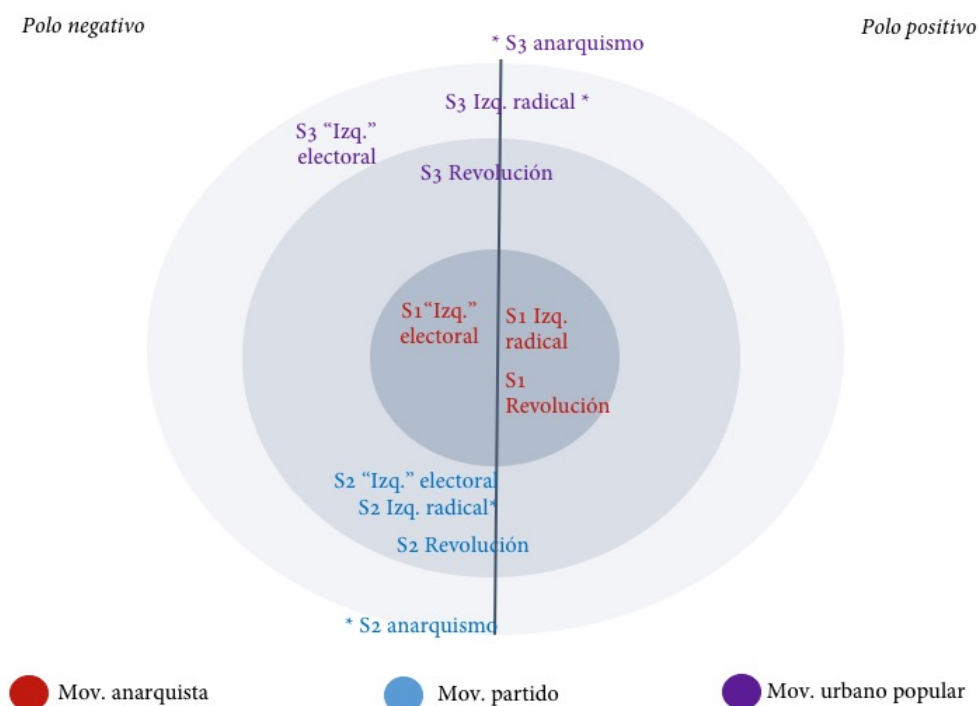 Polo negativo
Polo positivo
* S3 anarquismo
S3 Izq. radical *
S3 “Izq.”
electoral
S3 Revolución
S1“Izq.”
electoral
S1 Izq.
radical
S1
Revolución
S2 “Izq.” electoral
S2 Izq. radical*
S2 Revolución
* S2 anarquismo
Mov. anarquista
Mov. partido
Mov. urbano popular